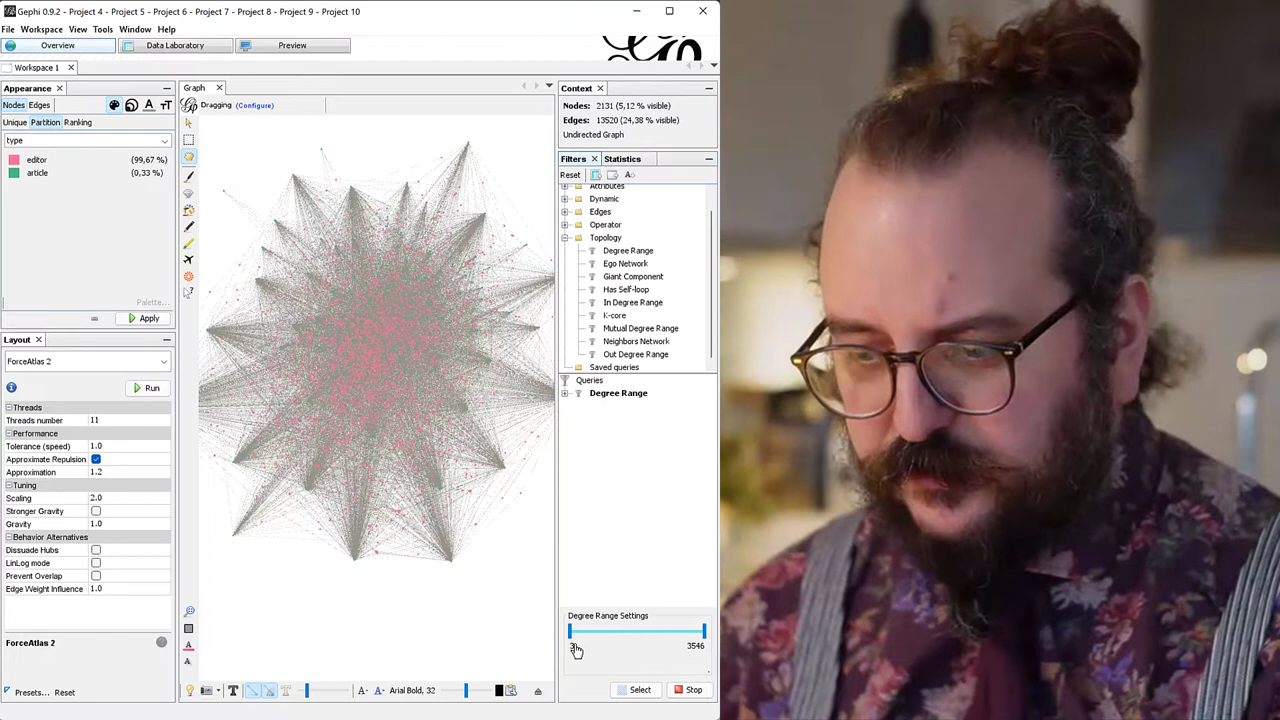 Gephi 0.9.2 - Project 4 - Project 5 - Project 6 - Project 7 - Project 8 - Project 9 - Project 10
File Workspace View Tools Window Help
Overview Data Laboratory Preview
Workspace 1
Appearance
Nodes Edges
Unique Partition Ranking
type
editor (99,67 %)
article (0,33 %)
Palette...
Apply
Layout
ForceAtlas 2
Run
Threads
Threads number 11
Performance
Tolerance (speed) 1.0
Approximate Repulsion
Approximation 1.2
Tuning
Scaling 2.0
Stronger Gravity
Gravity 1.0
Behavior Alternatives
Dissuade Hubs
LinLog mode
Prevent Overlap
Edge Weight Influence 1.0
ForceAtlas 2
Presets... Reset
Graph
Dragging (Configure)
T A- A- Arial Bold, 32
Context
Nodes: 2131 (5,12 % visible)
Edges: 13520 (24,38 % visible)
Undirected Graph
Filters Statistics
Reset
Attributes
Dynamic
Edges
Operator
Topology
Degree Range
Ego Network
Giant Component
Has Self-loop
In Degree Range
K-core
Mutual Degree Range
Neighbors Network
Out Degree Range
Saved queries
Queries
Degree Range
Degree Range Settings
3546
Select Stop